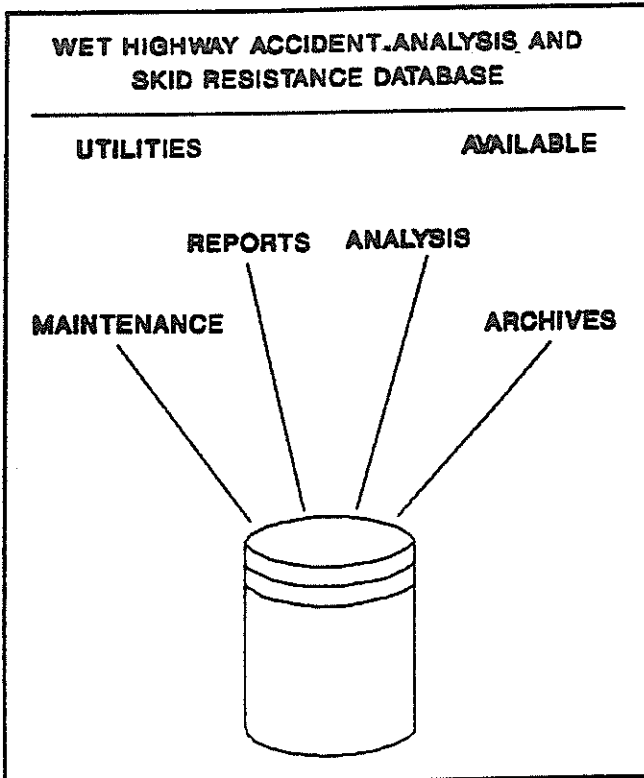 WET HIGHWAY ACCIDENT ANALYSIS AND
SKID RESISTANCE DATABASE
UTILITIES AVAILABLE
REPORTS ANALYSIS
MAINTENANCE ARCHIVES